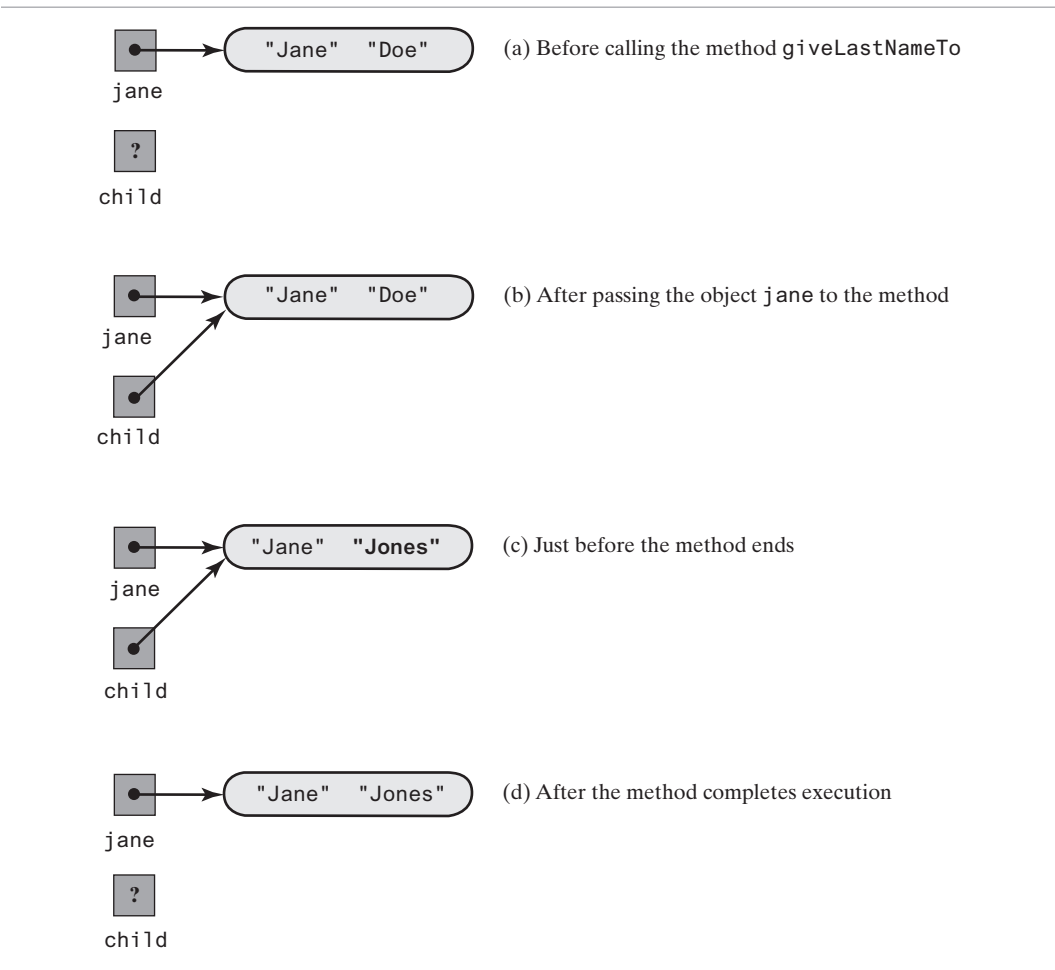 "Jane" "Doe" (a) Before calling the method giveLastNameTo
jane
?
child
"Jane" "Doe" (b) After passing the object jane to the method
jane
child
"Jane" "Jones" (c) Just before the method ends
jane
child
"Jane" "Jones" (d) After the method completes execution
jane
?
child